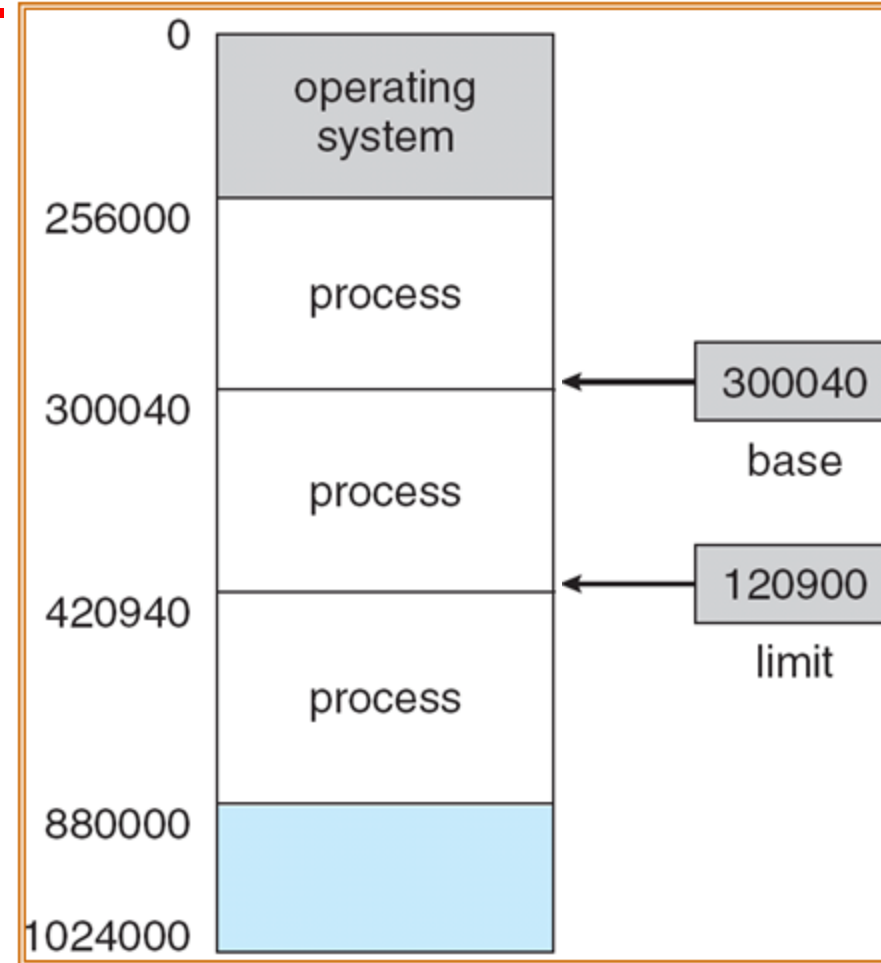 0
operating
system
256000
process
300040
300040
base
process
120900
420940
limit
process
880000
1024000